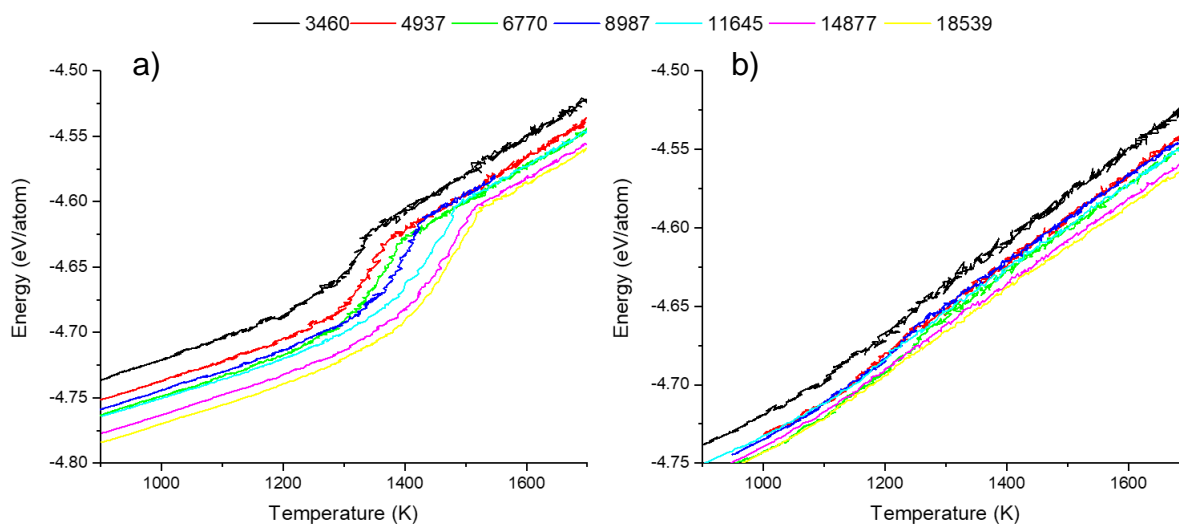 3460 4937 6770 8987 11645 14877 18539
a)
-4.50
-4.55
-4.60
-4.65
-4.70
-4.75
-4.80
Energy (eV/atom)
1000 1200 1400 1600
Temperature (K)
b)
-4.50
-4.55
-4.60
-4.65
-4.70
-4.75
Energy (eV/atom)
1000 1200 1400 1600
Temperature (K)